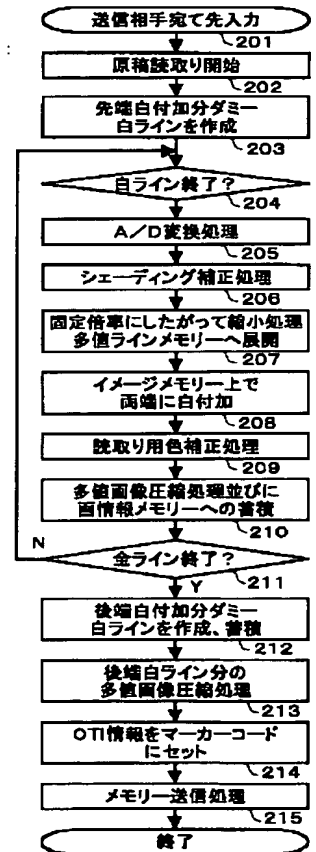 送信相手宛て先入力
201
原稿読取り開始
202
先端白付加分ダミー
白ラインを作成
203
白ライン終了？
204
A／D変換処理
205
シェーディング補正処理
206
固定倍率にしたがって縮小処理
多値ラインメモリーへ展開
207
イメージメモリー上で
両端に白付加
208
読取り用色補正処理
209
多値画像圧縮処理並びに
画情報メモリーへの蓄積
210
N
全ライン終了？
211
Y
後端白付加分ダミー
白ラインを作成、蓄積
212
後端白ライン分の
多値画像圧縮処理
213
OTI情報をマーカーコード
にセット
214
メモリー送信処理
215
終了